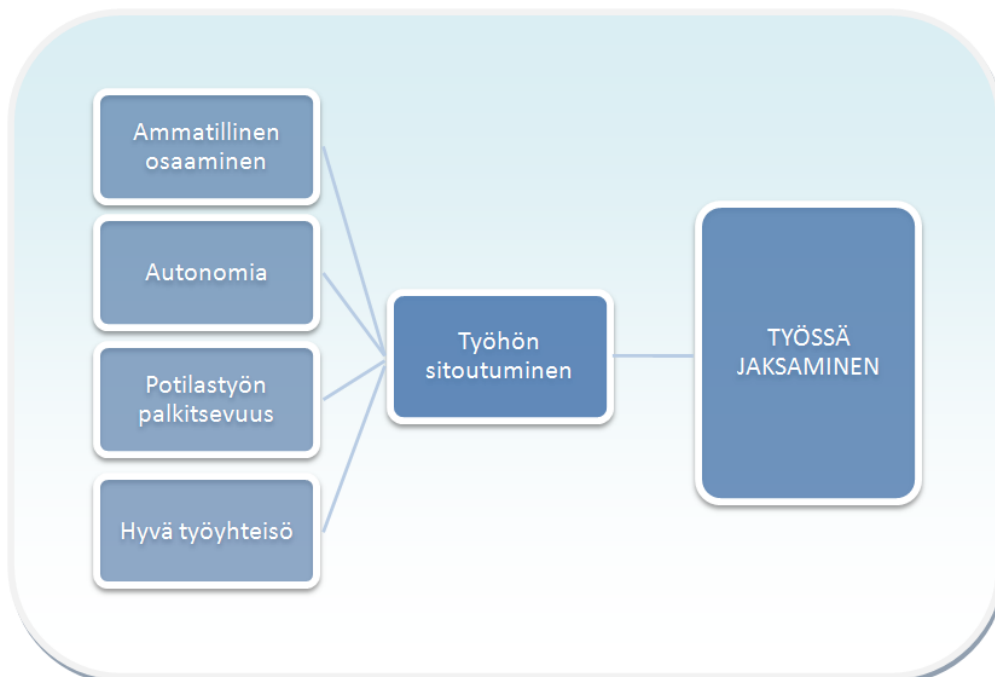 Ammatillinen
osaaminen
Autonomia
Potilastyön
palkitsevuus
Hyvä työyhteisö
Työhön
sitoutuminen
TYÖSSÄ
JAKSAMINEN